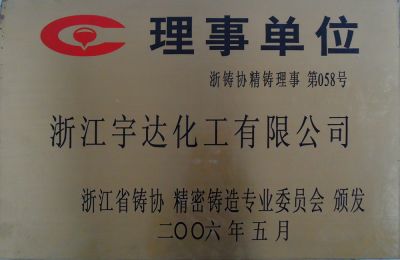 理事单位
浙铸协精铸理事 第058号
浙江宇达化工有限公司
浙江省铸协 精密铸造专业委员会 颁发
二〇〇六年五月